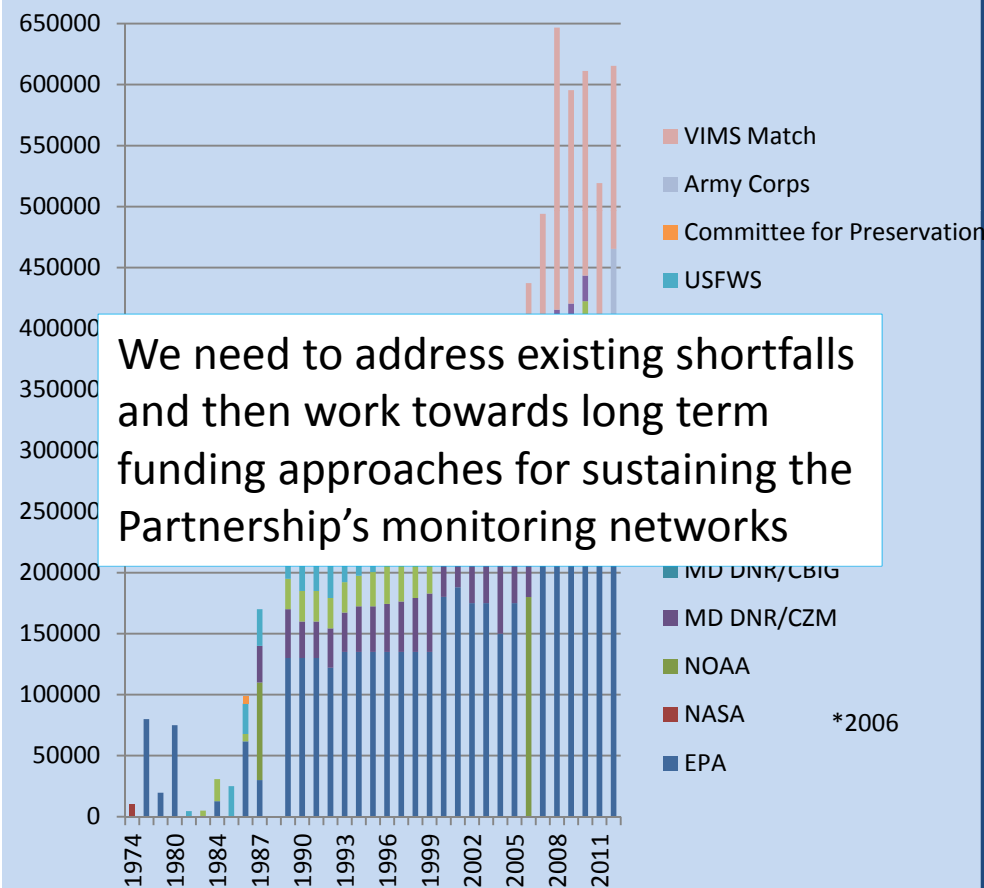 650000
600000
550000
500000
450000
400000
350000
300000
250000
200000
150000
100000
50000
0
We need to address existing shortfalls
and then work towards long term
funding approaches for sustaining the
Partnership's monitoring networks
VIMS Match
Army Corps
Committee for Preservation
USFWS
MD DNR/CBIG
MD DNR/CZM
NOAA
NASA
*2006
EPA
1974
1980
1984
1987
1990
1993
1996
1999
2002
2005
2008
2011